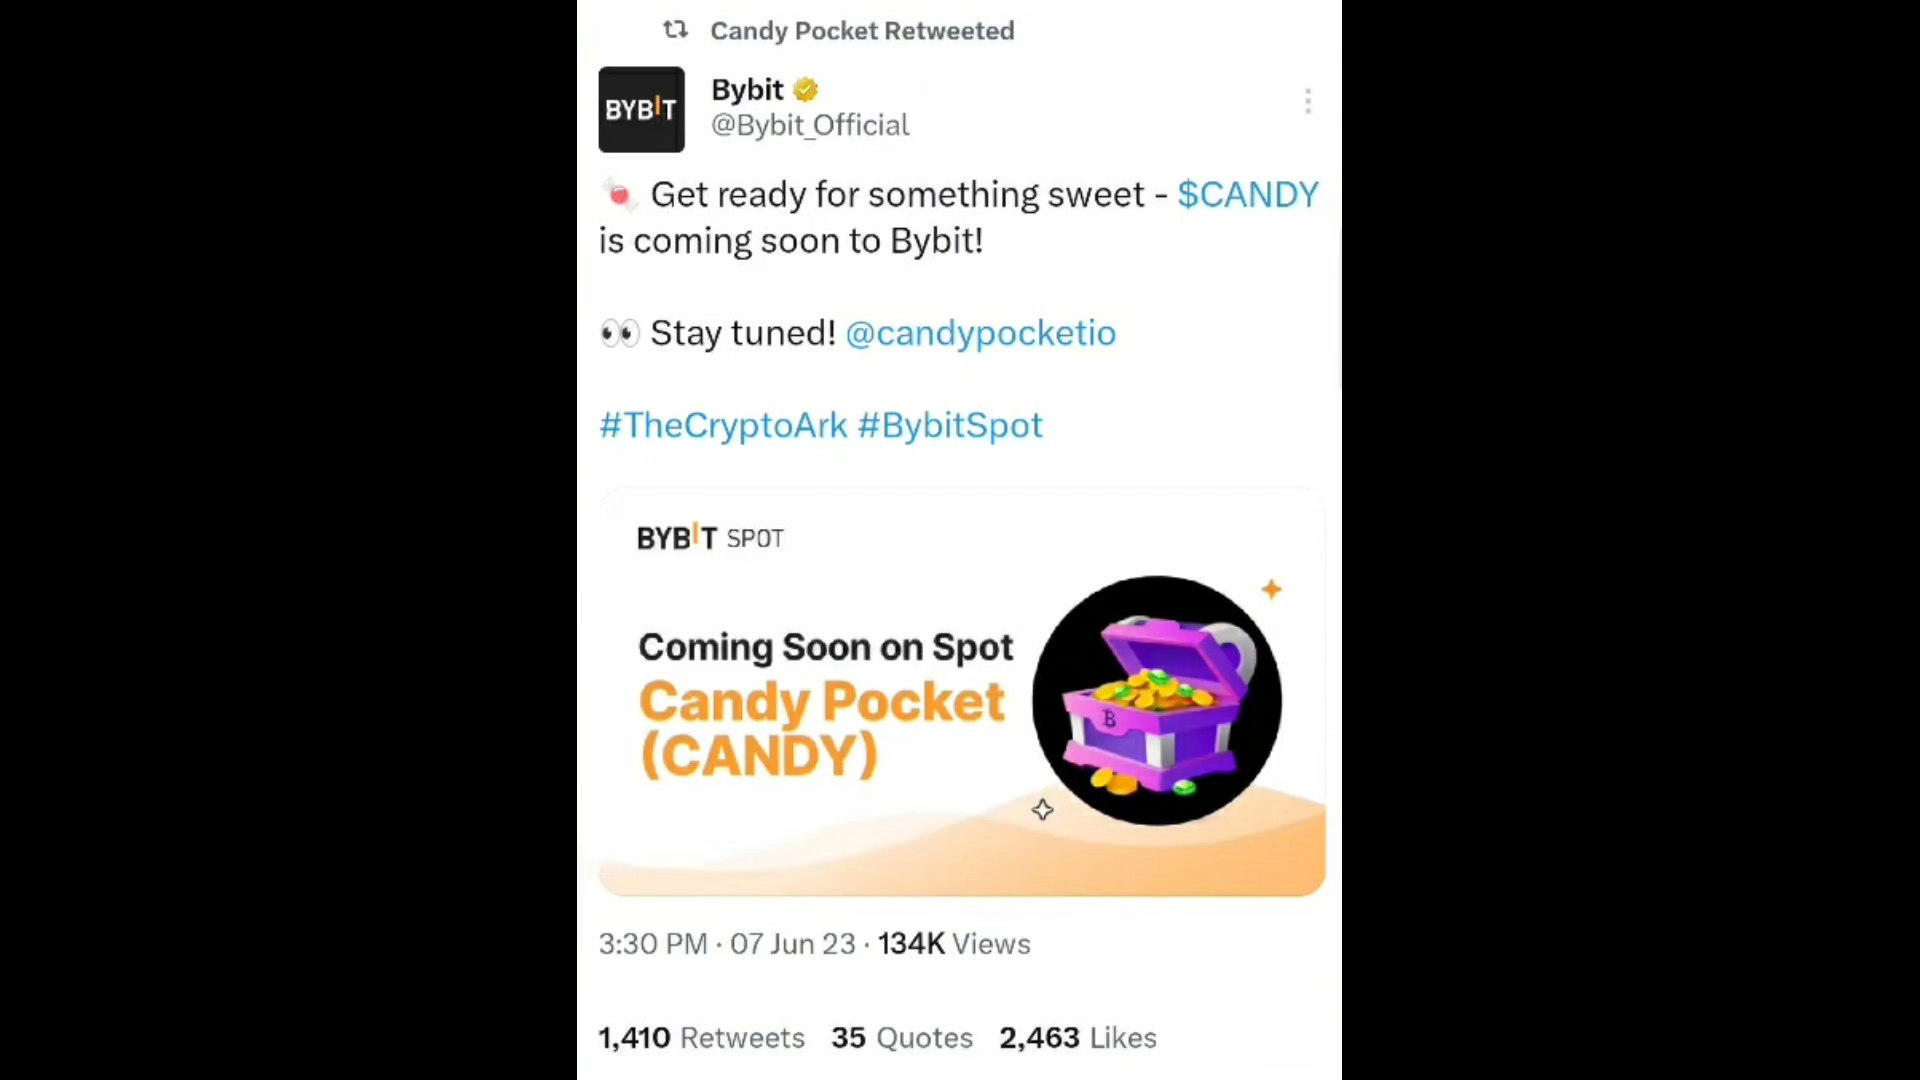 Candy Pocket Retweeted
BYBIT
Bybit
@Bybit_Official
🍬 Get ready for something sweet - $CANDY
is coming soon to Bybit!
👀 Stay tuned! @candypocketio
#TheCryptoArk #BybitSpot
BYBIT SPOT
Coming Soon on Spot
Candy Pocket
(CANDY)
3:30 PM · 07 Jun 23 · 134K Views
1,410 Retweets 35 Quotes 2,463 Likes